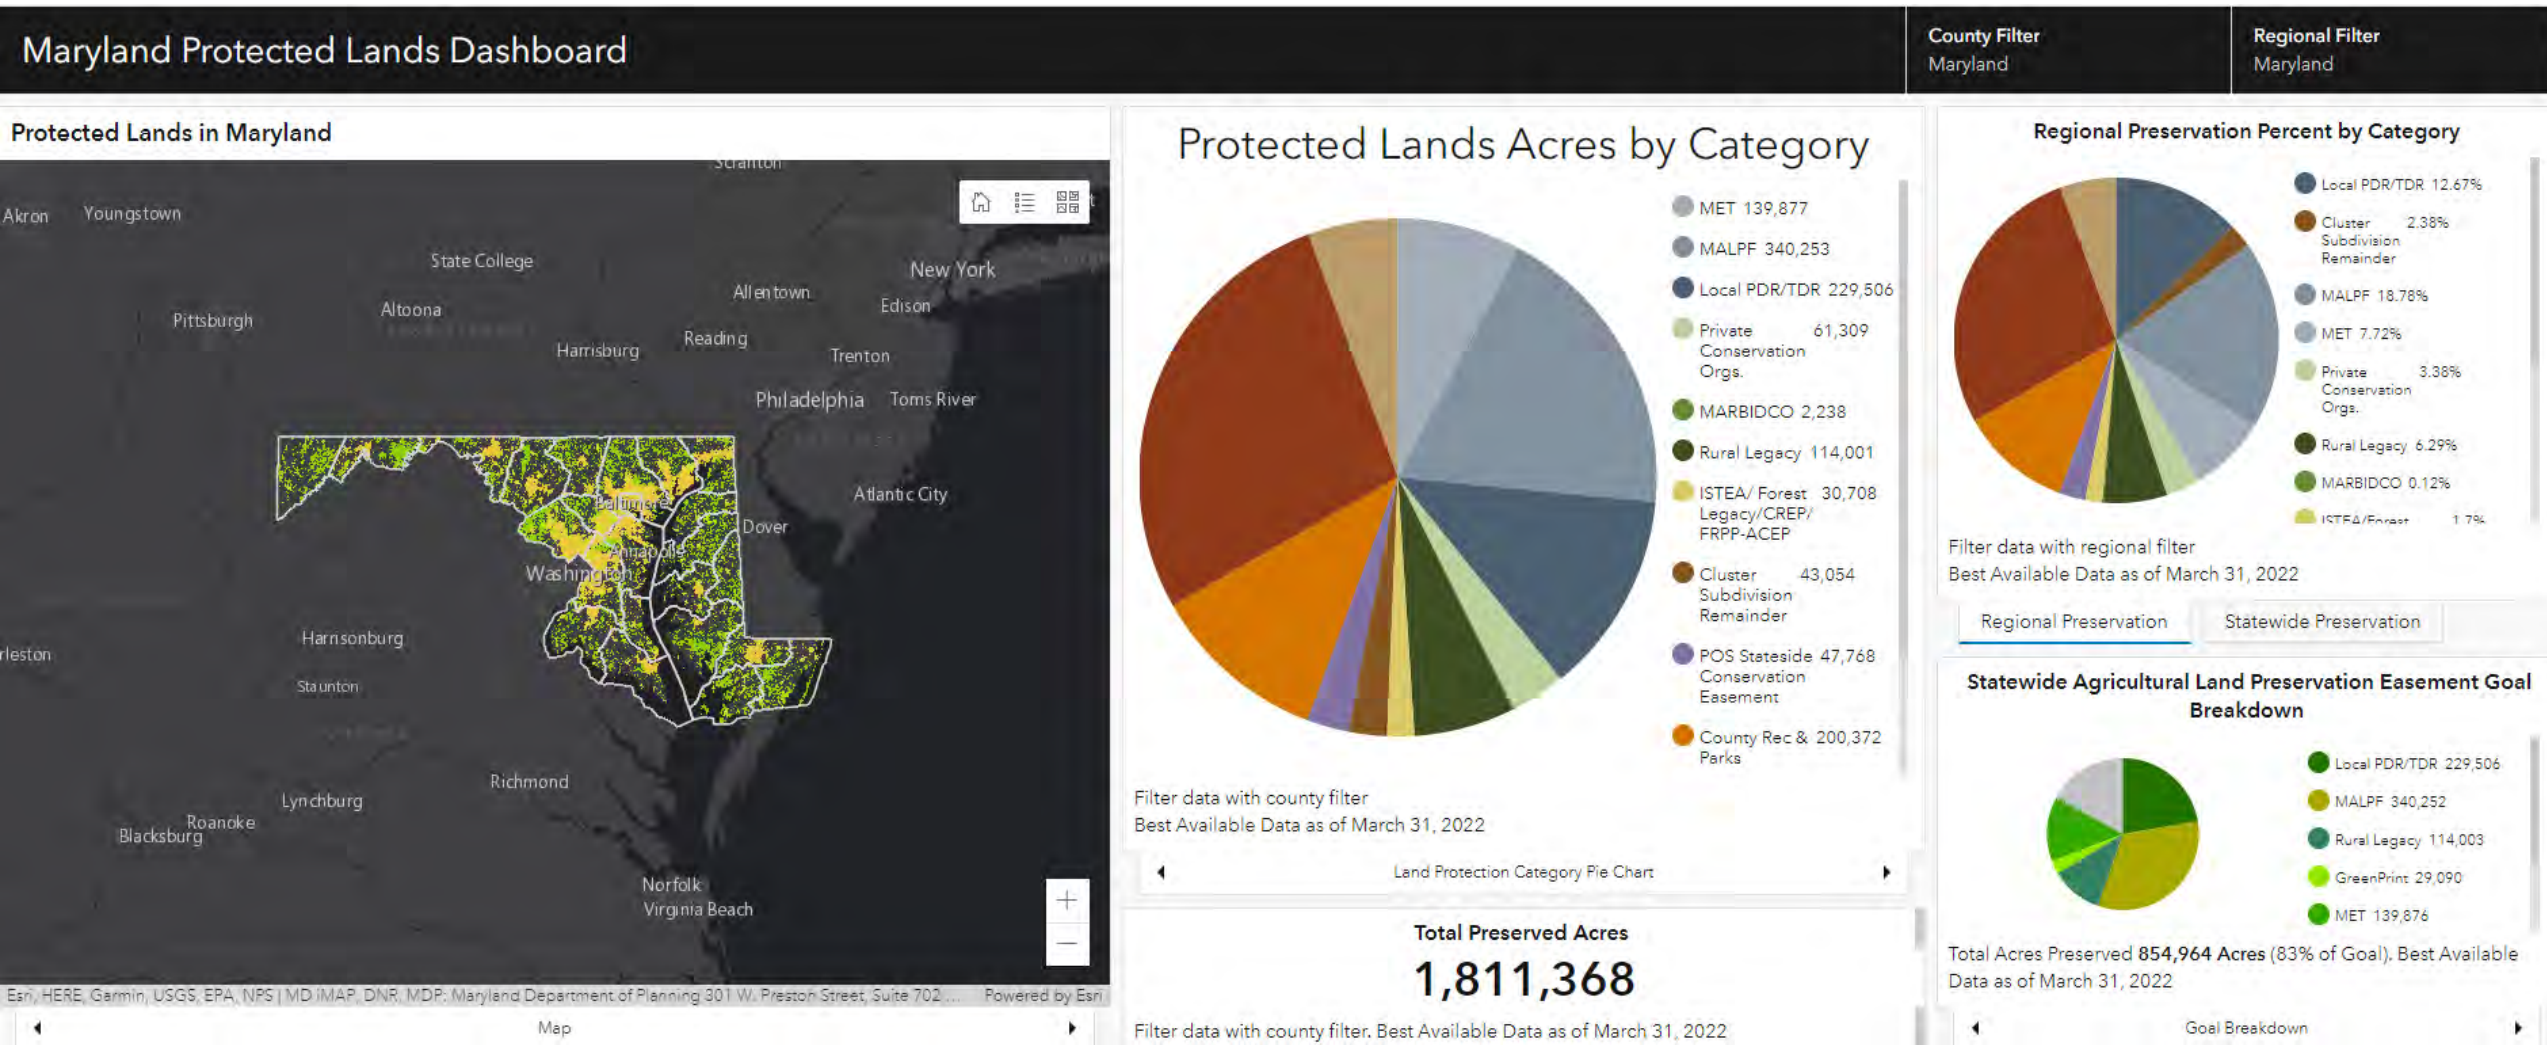 Maryland Protected Lands Dashboard
County Filter
Maryland
Regional Filter
Maryland
Protected Lands in Maryland
Scranton
Akron
Youngstown
State College
New York
Allentown
Edison
Altoona
Pittsburgh
Reading
Harrisburg
Trenton
Philadelphia
Toms River
Atlantic City
Baltimore
Dover
Annapolis
Washington
Harrisonburg
rleston
Staunton
Richmond
Lynchburg
Roanoke
Blacksburg
Norfolk
Virginia Beach
+
−
Esri, HERE, Garmin, USGS, EPA, NPS | MD iMAP, DNR, MDP: Maryland Department of Planning 301 W. Preston Street, Suite 702 ...
Powered by Esri
Map
Protected Lands Acres by Category
MET 139,877
MALPF 340,253
Local PDR/TDR 229,506
Private 61,309
Conservation
Orgs.
MARBIDCO 2,238
Rural Legacy 114,001
ISTEA/ Forest 30,708
Legacy/CREP/
FRPP-ACEP
Cluster 43,054
Subdivision
Remainder
POS Stateside 47,768
Conservation
Easement
County Rec & 200,372
Parks
Filter data with county filter
Best Available Data as of March 31, 2022
Land Protection Category Pie Chart
Total Preserved Acres
1,811,368
Filter data with county filter. Best Available Data as of March 31, 2022
Regional Preservation Percent by Category
Local PDR/TDR 12.67%
Cluster 2.38%
Subdivision
Remainder
MALPF 18.78%
MET 7.72%
Private 3.38%
Conservation
Orgs.
Rural Legacy 6.29%
MARBIDCO 0.12%
ISTEA/Forest 1.7%
Filter data with regional filter
Best Available Data as of March 31, 2022
Regional Preservation
Statewide Preservation
Statewide Agricultural Land Preservation Easement Goal
Breakdown
Local PDR/TDR 229,506
MALPF 340,252
Rural Legacy 114,003
GreenPrint 29,090
MET 139,876
Total Acres Preserved 854,964 Acres (83% of Goal). Best Available
Data as of March 31, 2022
Goal Breakdown